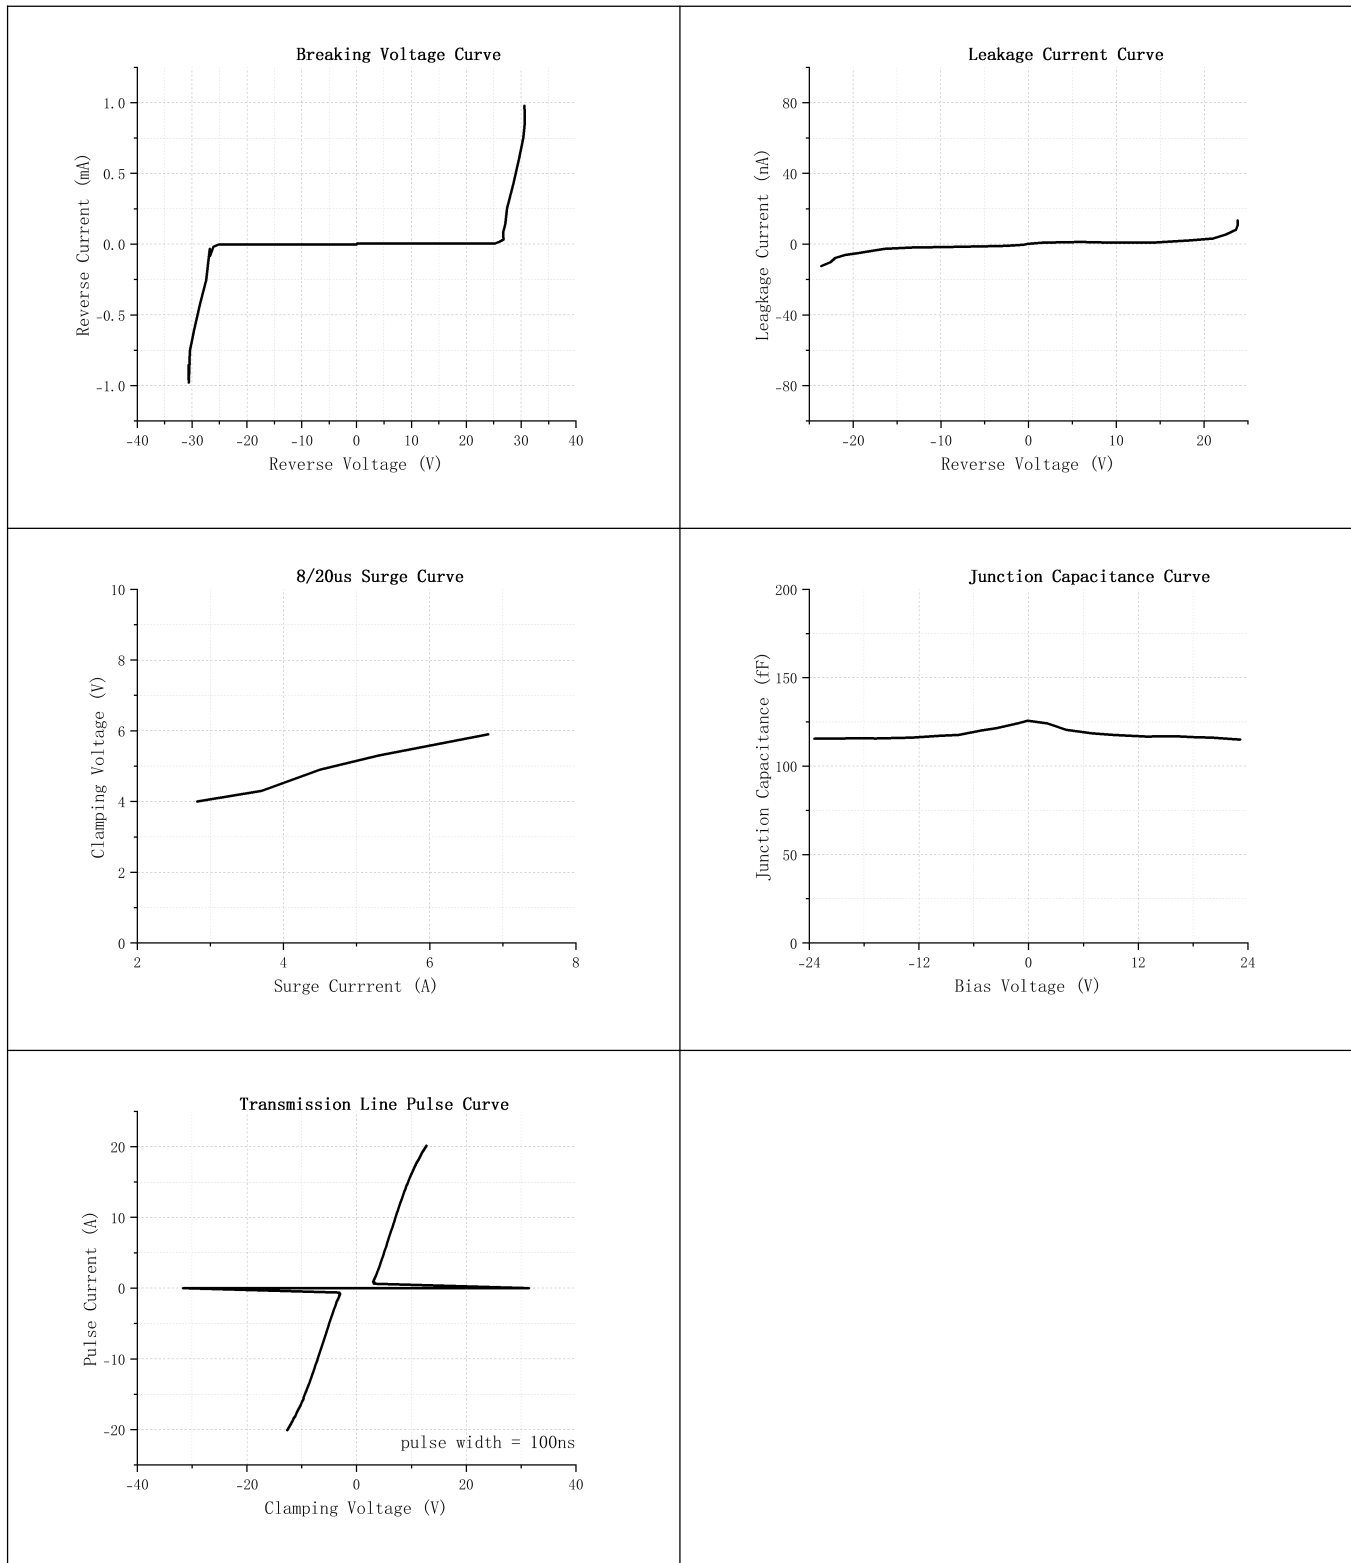 Breaking Voltage Curve
1.0
0.5
0.0
-0.5
-1.0
Reverse Current (mA)
-40 -30 -20 -10 0 10 20 30 40
Reverse Voltage (V)
Leakage Current Curve
80
40
0
-40
-80
Leagkage Current (nA)
-20 -10 0 10 20
Reverse Voltage (V)
8/20us Surge Curve
10
8
6
4
2
0
Clamping Voltage (V)
2 4 6 8
Surge Currrent (A)
Junction Capacitance Curve
200
150
100
50
0
Junction Capacitance (fF)
-24 -12 0 12 24
Bias Voltage (V)
Transmission Line Pulse Curve
20
10
0
-10
-20
Pulse Current (A)
pulse width = 100ns
-40 -20 0 20 40
Clamping Voltage (V)